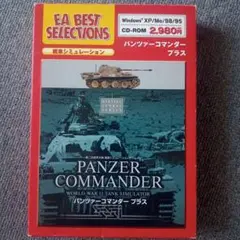 EA BEST
SELECTIONS
戦車シミュレーション
Windows® XP/Me/98/95
CD-ROM 2,980円
パンツァーコマンダー
プラス
PANZER
COMMANDER
WORLD WAR II TANK SIMULATOR
パンツァーコマンダー プラス